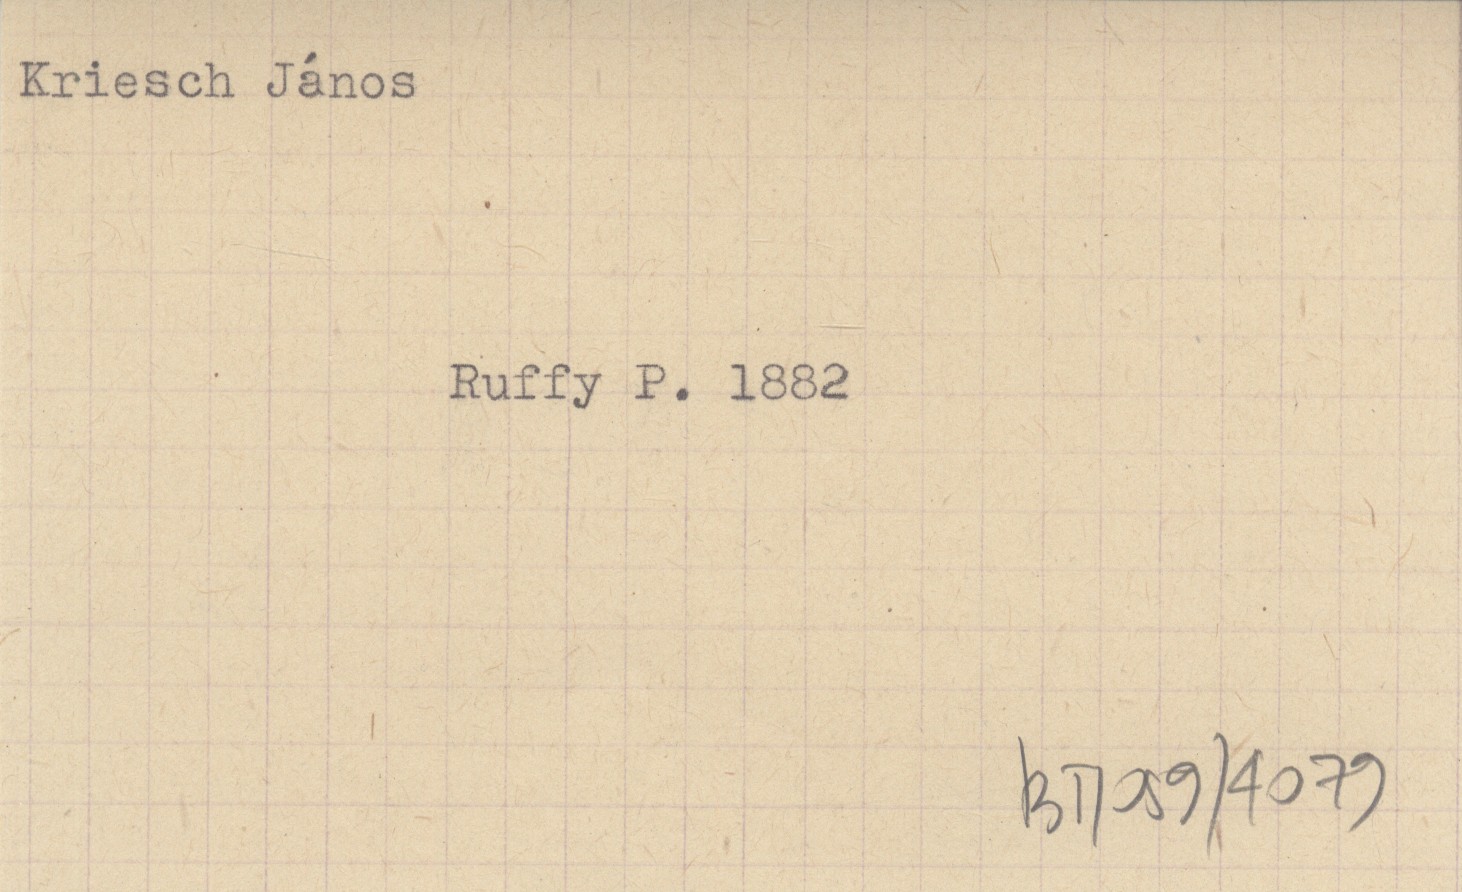 Kriesch János
Ruffy P. 1882